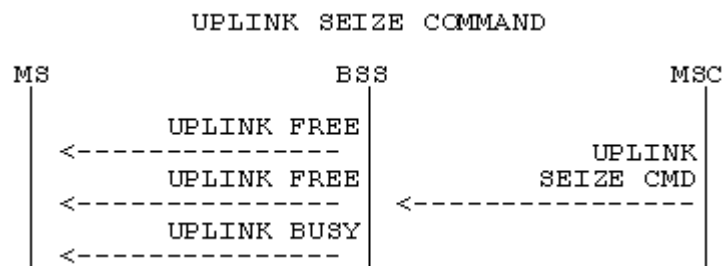 UPLINK SEIZE COMMAND
MS BSS MSC
UPLINK FREE
UPLINK
UPLINK FREE SEIZE CMD
UPLINK BUSY